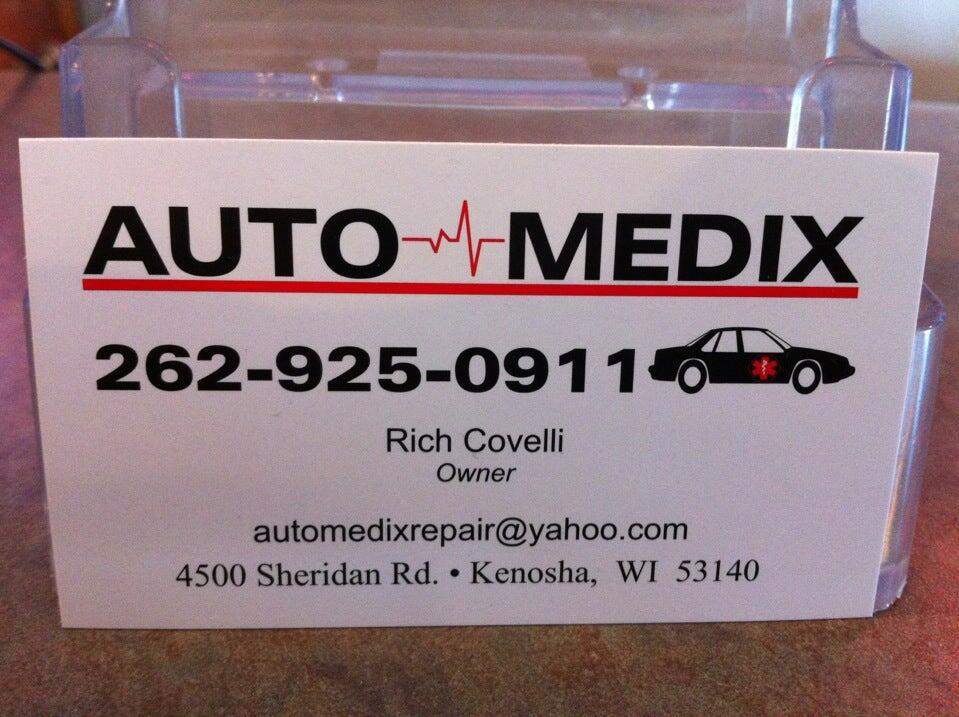 AUTO MEDIX
262-925-0911
Rich Covelli
Owner
automedixrepair@yahoo.com
4500 Sheridan Rd. • Kenosha, WI 53140